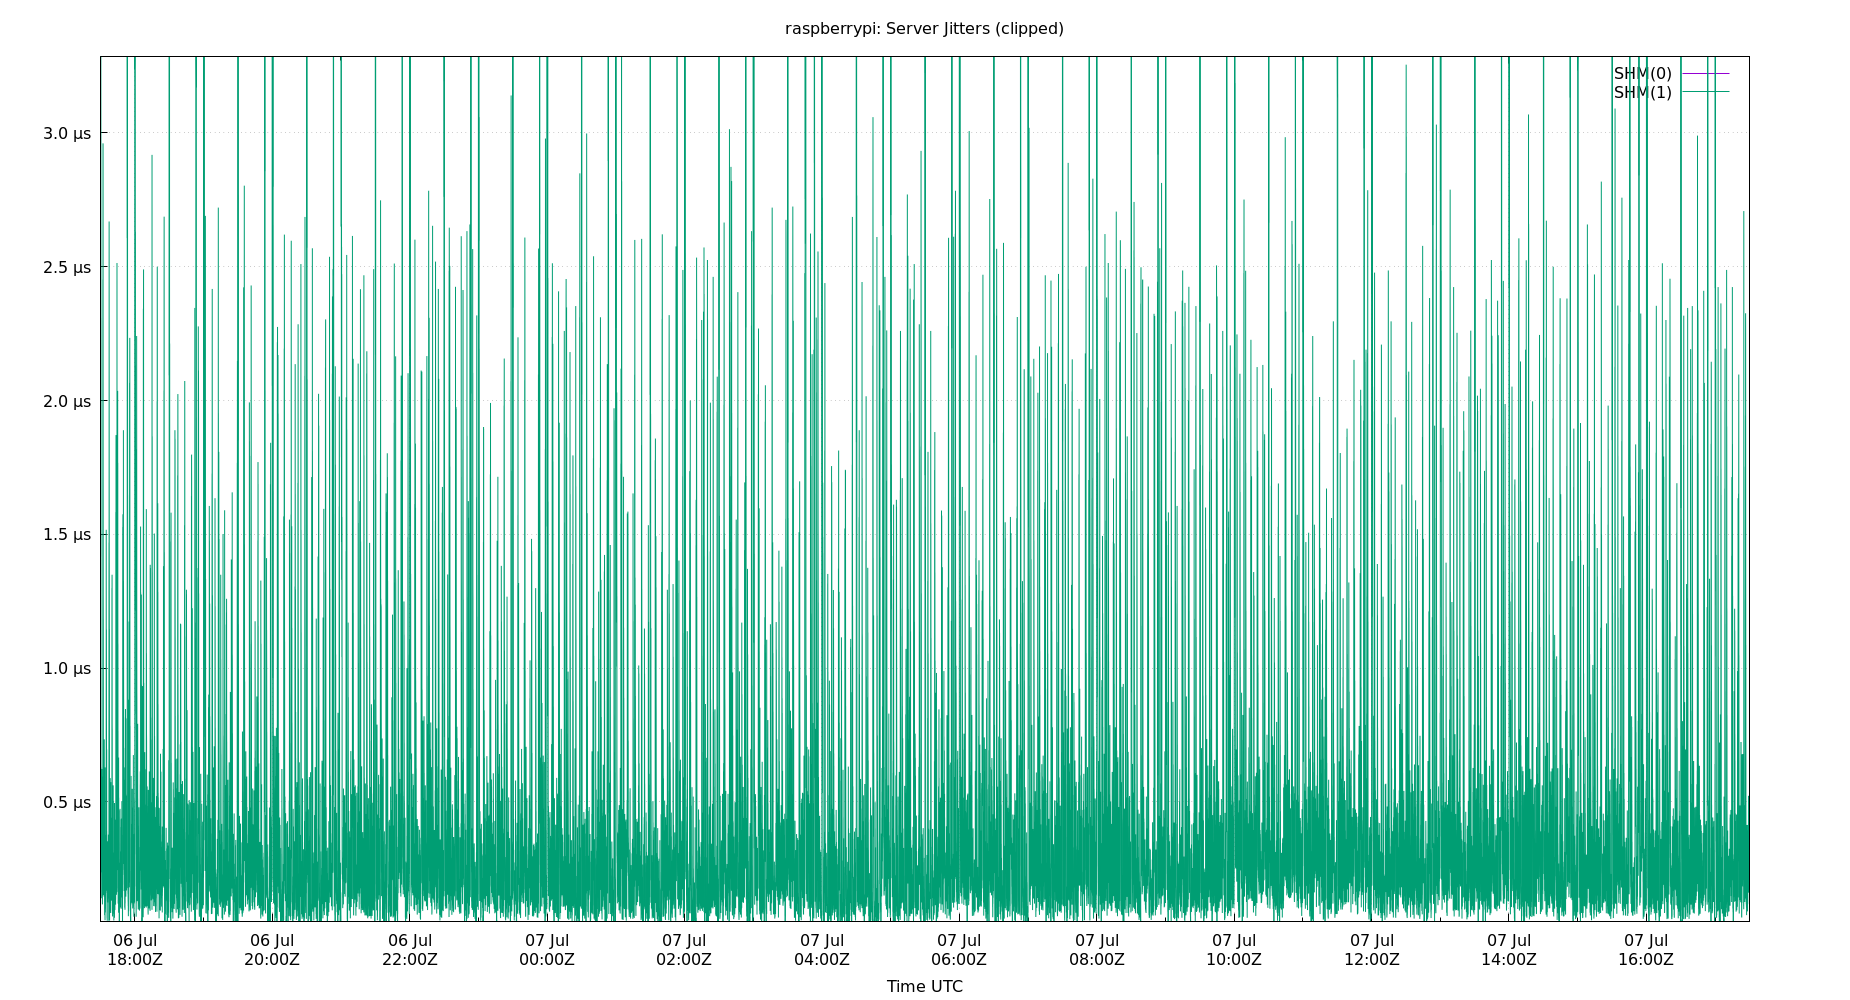 raspberrypi: Server Jitters (clipped)
SHM(0)
SHM(1)
3.0 µs
2.5 µs
2.0 µs
1.5 µs
1.0 µs
0.5 µs
06 Jul 06 Jul 06 Jul 07 Jul 07 Jul 07 Jul 07 Jul 07 Jul 07 Jul 07 Jul 07 Jul 07 Jul
18:00Z 20:00Z 22:00Z 00:00Z 02:00Z 04:00Z 06:00Z 08:00Z 10:00Z 12:00Z 14:00Z 16:00Z
Time UTC